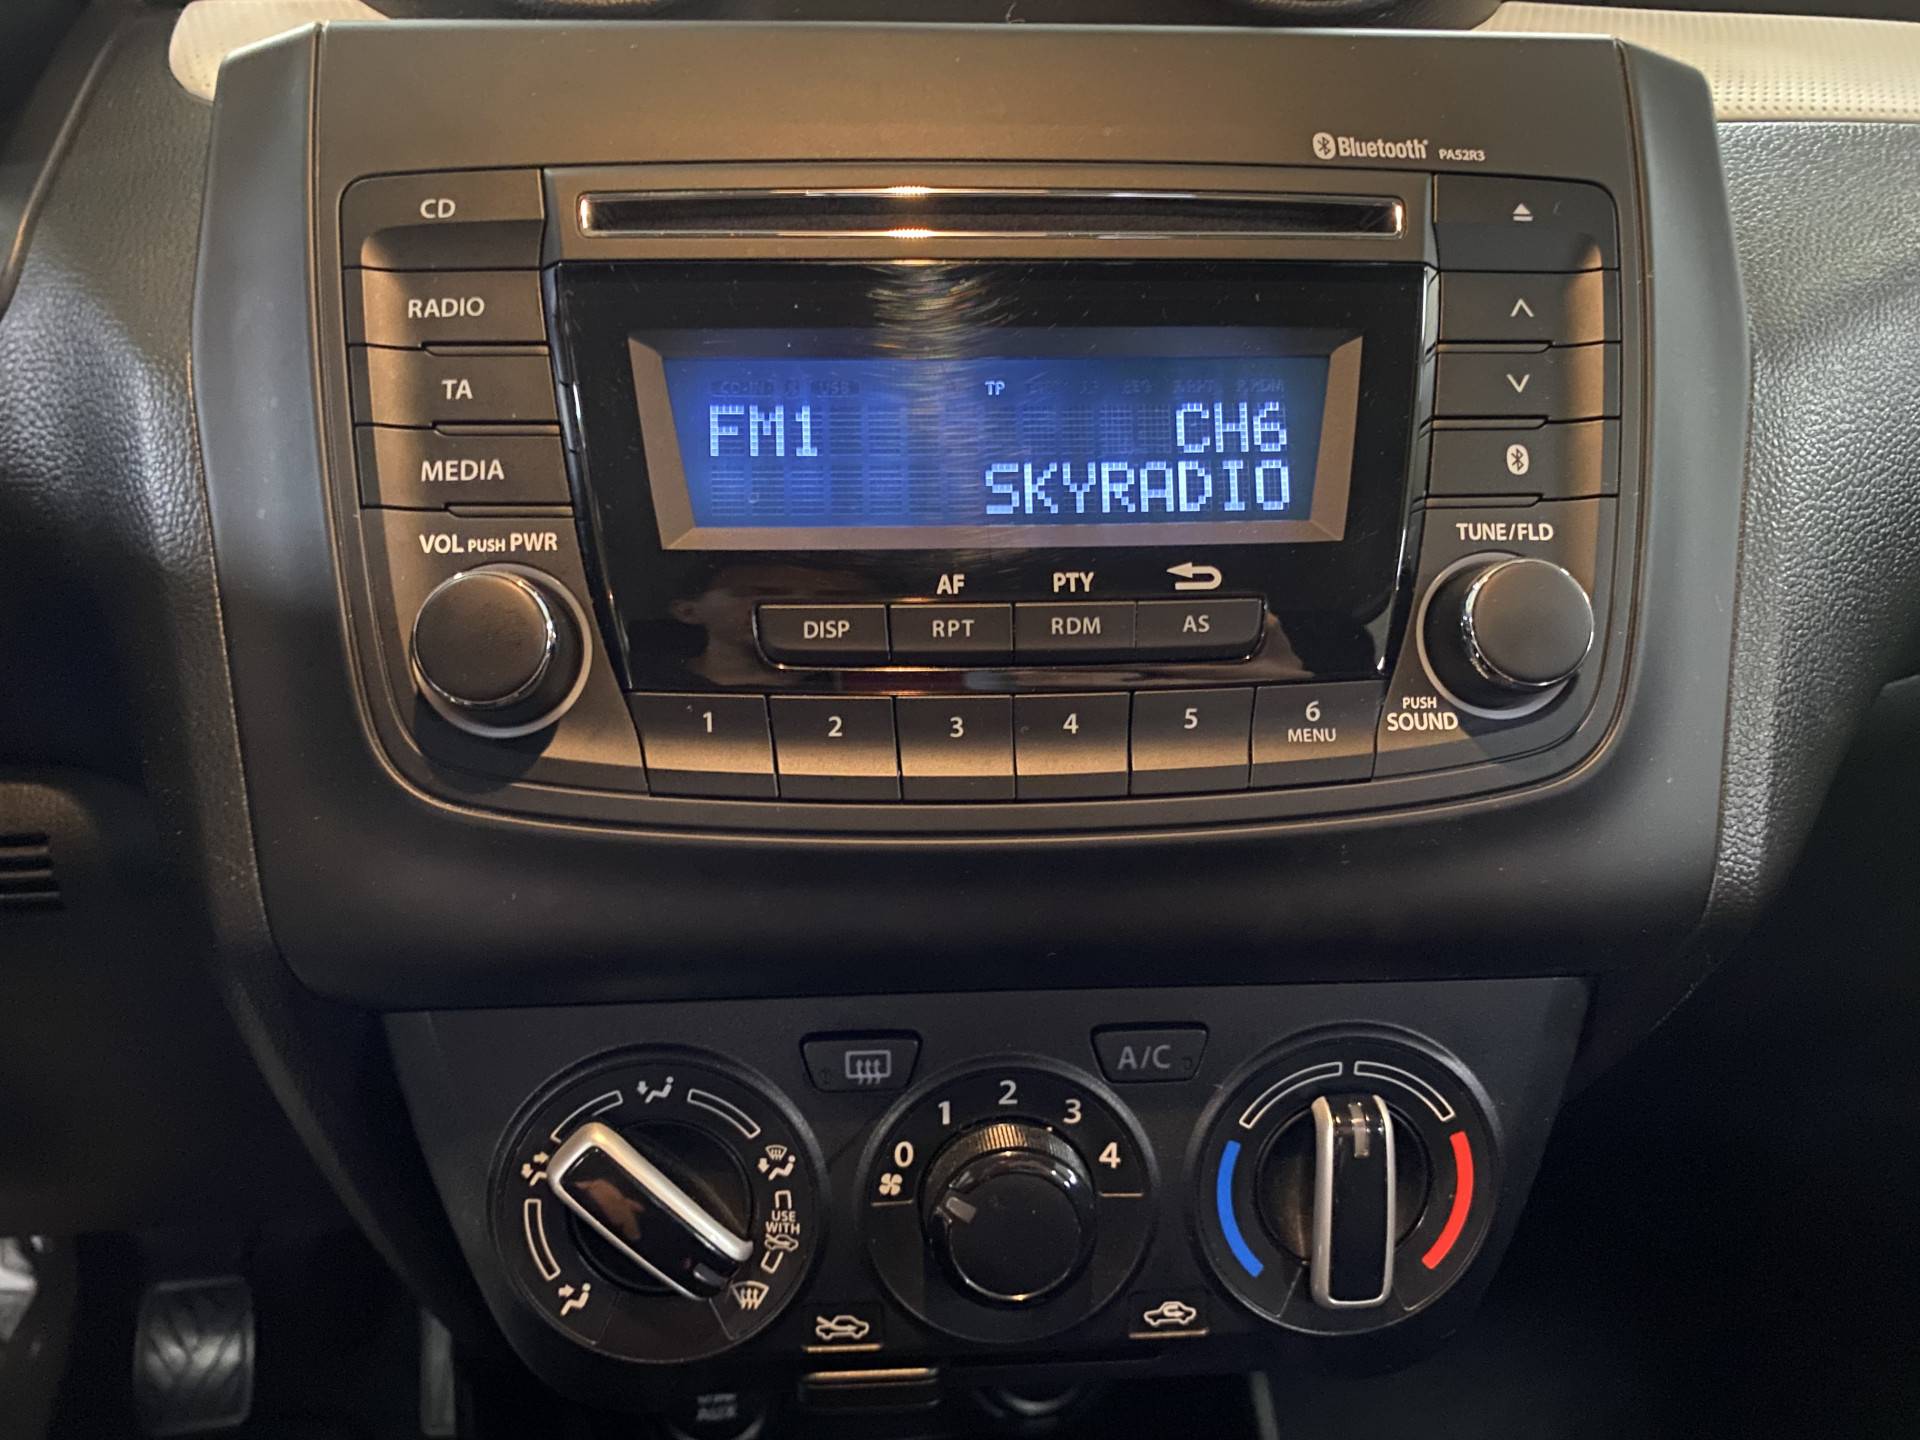 Bluetooth® PA52R3
CD
RADIO
TA
MEDIA
VOL PUSH PWR
TP
FM1 CH6
SKYRADIO
TUNE/FLD
AF PTY
DISP RPT RDM AS
1 2 3 4 5 6
MENU
PUSH
SOUND
A/C
0 1 2 3 4
USE
WITH
AUX